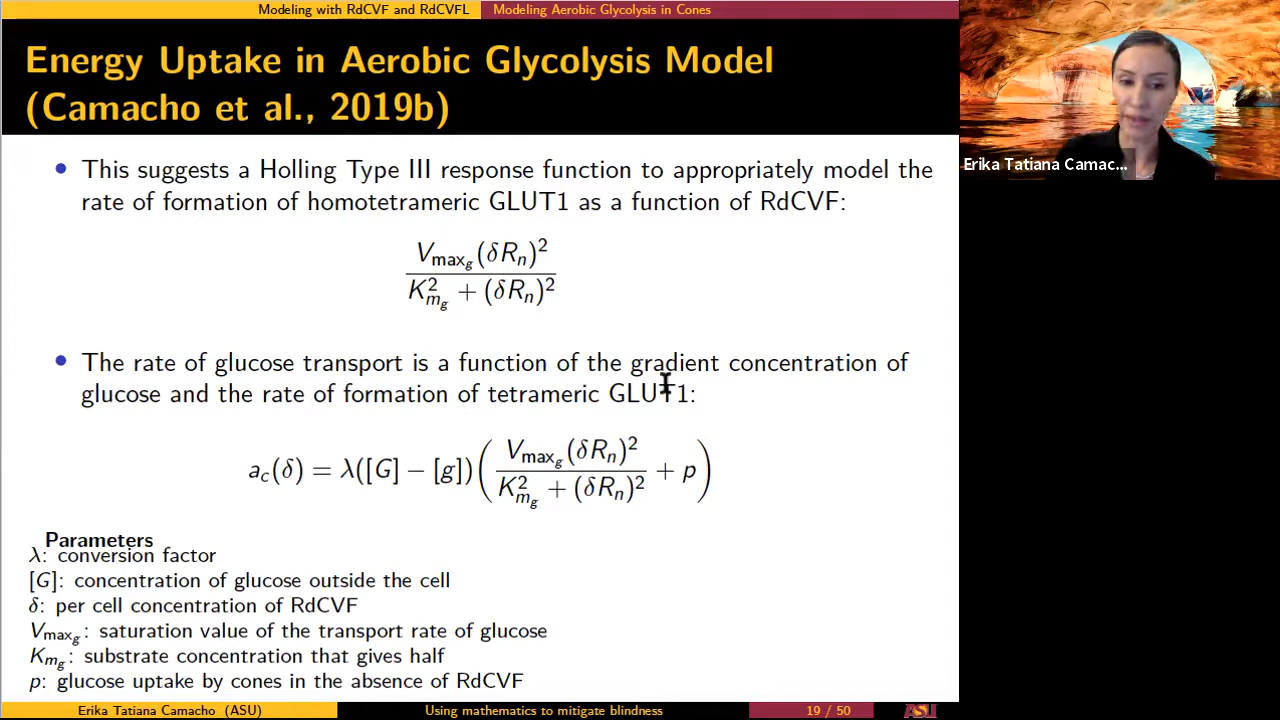 Modeling with RdCVF and RdCVFL Modeling Aerobic Glycolysis in Cones
Energy Uptake in Aerobic Glycolysis Model
(Camacho et al., 2019b)
• This suggests a Holling Type III response function to appropriately model the
rate of formation of homotetrameric GLUT1 as a function of RdCVF:
V_{max_g}(δR_n)^2
K_{m_g}^2 + (δR_n)^2
• The rate of glucose transport is a function of the gradient concentration of
glucose and the rate of formation of tetrameric GLUT1:
a_c(δ) = λ([G] − [g]) ( V_{max_g}(δR_n)^2 / K_{m_g}^2 + (δR_n)^2 + p )
Parameters
λ: conversion factor
[G]: concentration of glucose outside the cell
δ: per cell concentration of RdCVF
V_{max_g}: saturation value of the transport rate of glucose
K_{m_g}: substrate concentration that gives half
p: glucose uptake by cones in the absence of RdCVF
Erika Tatiana Camacho (ASU) Using mathematics to mitigate blindness 19 / 50 ASU
Erika Tatiana Camac...